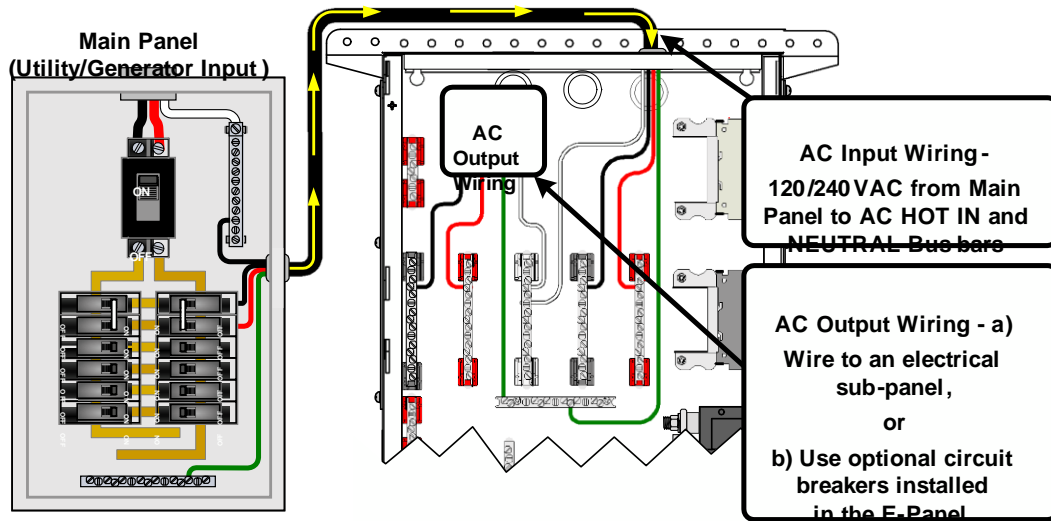 Main Panel
(Utility/Generator Input )
ON
OFF
AC
Output
Wiring
AC Input Wiring -
120/240 VAC from Main
Panel to AC HOT IN and
NEUTRAL Bus bars
AC Output Wiring - a)
Wire to an electrical
sub-panel,
or
b) Use optional circuit
breakers installed
in the E-Panel